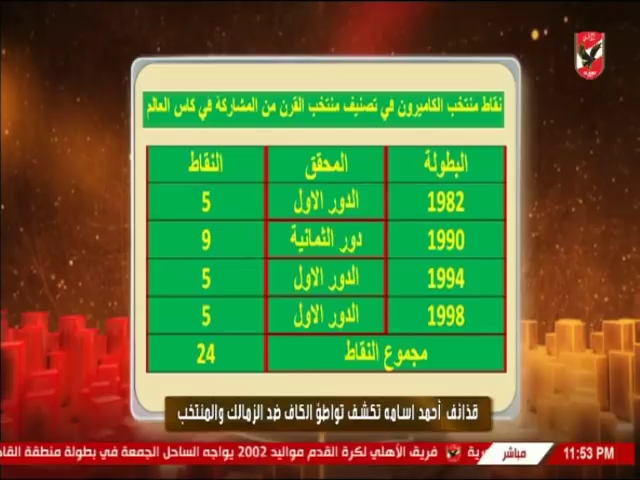 نقاط منتخب الكاميرون في تصنيف منتخب القرن من المشاركة في كاس العالم
البطولة المحقق النقاط
1982 الدور الاول 5
1990 دور الثمانية 9
1994 الدور الاول 5
1998 الدور الاول 5
مجموع النقاط 24
قذائف أحمد اسامه تكشف تواطؤ الكاف ضد الزمالك والمنتخب
11:53 PM مباشر رية فريق الأهلي لكرة القدم مواليد 2002 يواجه الساحل الجمعة في بطولة منطقة القا